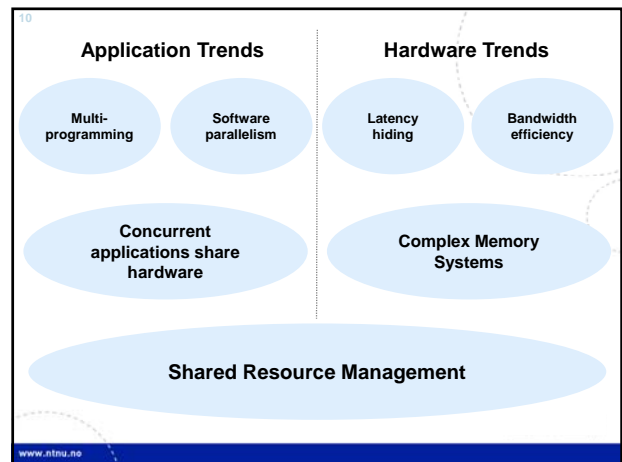 10
Application Trends
Hardware Trends
Multi-
programming
Software
parallelism
Latency
hiding
Bandwidth
efficiency
Concurrent
applications share
hardware
Complex Memory
Systems
Shared Resource Management
www.ntnu.no